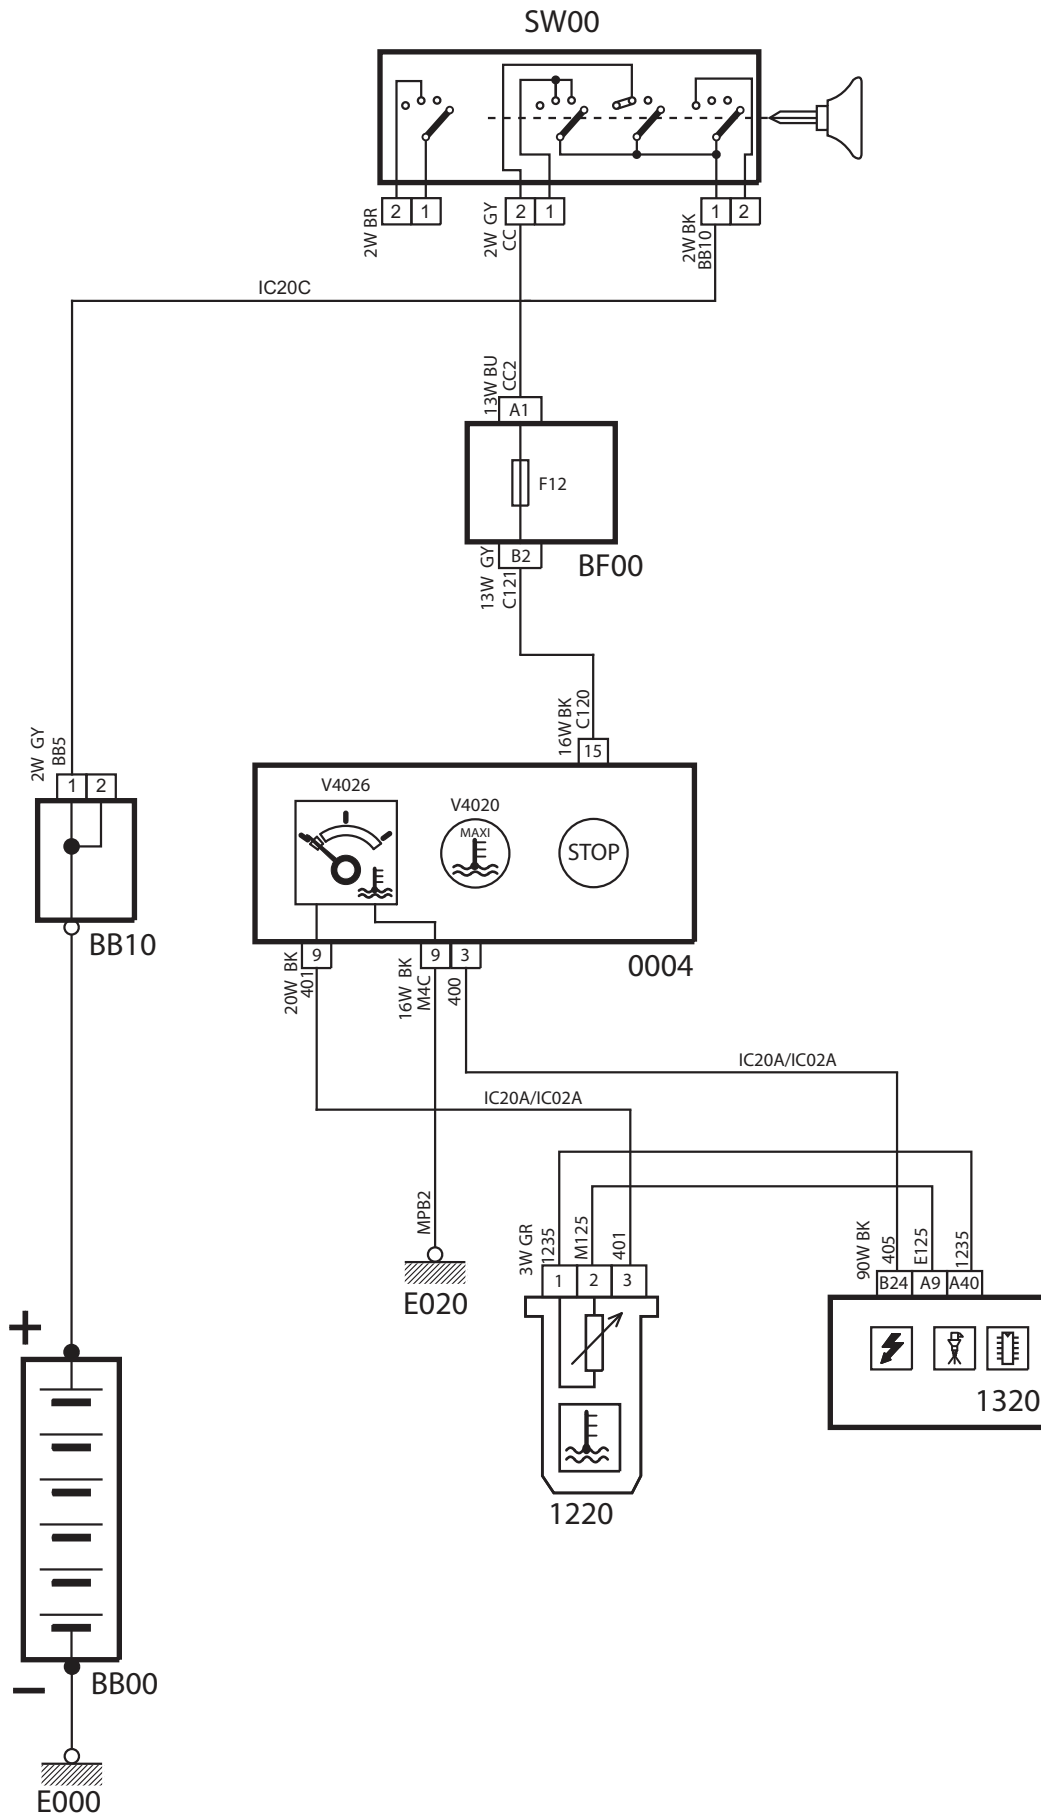 SW00
2W BR
2
1
2W GY
CC
2
1
2W BK
BB10
1
2
IC20C
13W BU
CC2
A1
F12
13W GY
C121
B2
BF00
16W BK
C120
15
2W GY
BB5
1
2
BB10
V4026
V4020
MAXI
STOP
0004
20W BK
401
9
16W BK
M4C
9
3
400
IC20A/IC02A
IC20A/IC02A
MPB2
E020
3W GR
1235
M125
401
1
2
3
1220
90W BK
405
E125
1235
B24
A9
A40
1320
+
−
BB00
E000